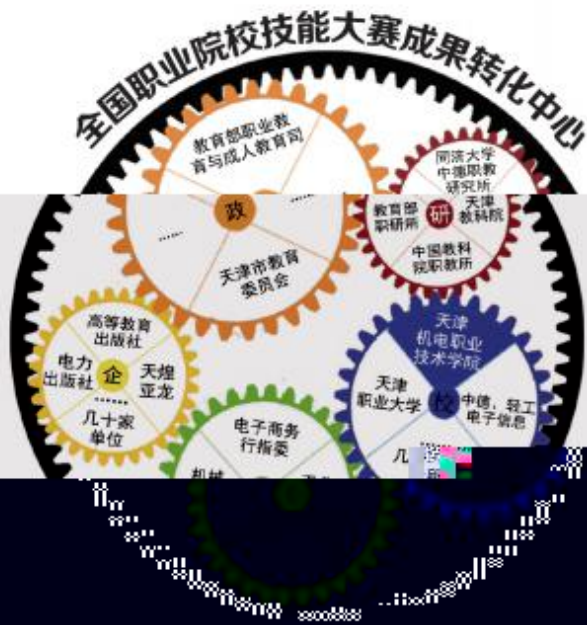 全国职业院校技能大赛成果转化中心
教育部职业教
育与成人教育司
政
……
……
天津市教育
委员会
同济大学
中德职教
研究所
教育部
职研所
研
天津
教科院
中国教科
院职教所
高等教育
出版社
电力
出版社
企
天煌
亚龙
……
几十家
单位
天津
机电职业
技术学院
天津
职业大学
校
中德、轻工
电子信息
……
电子商务
行指委
机械